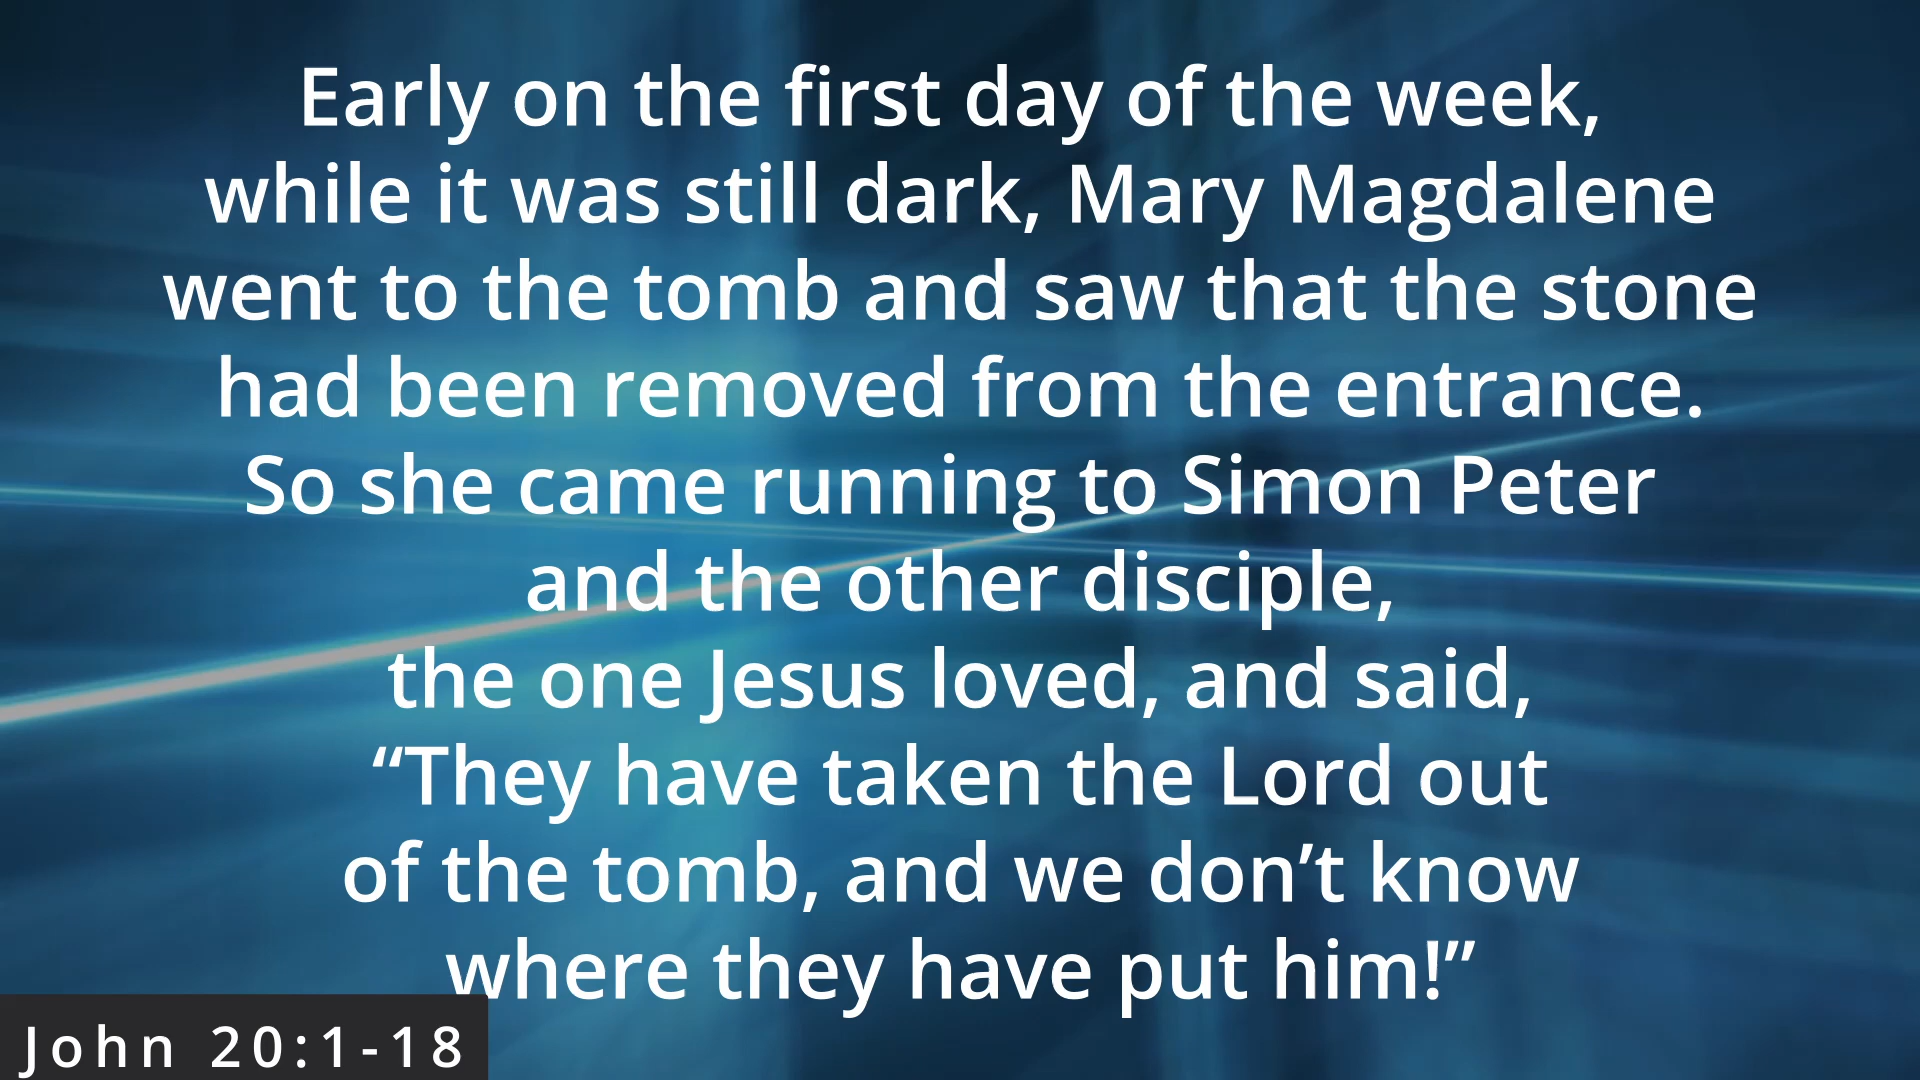 Early on the first day of the week,
while it was still dark, Mary Magdalene
went to the tomb and saw that the stone
had been removed from the entrance.
So she came running to Simon Peter
and the other disciple,
the one Jesus loved, and said,
“They have taken the Lord out
of the tomb, and we don’t know
where they have put him!”
John 20:1-18